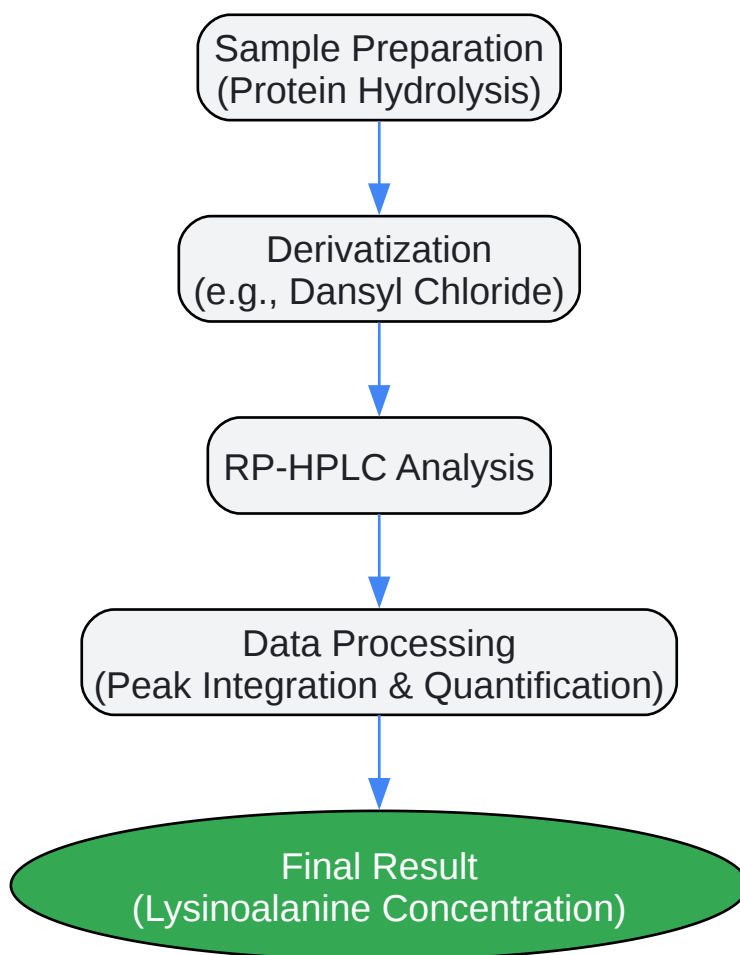 Sample Preparation
(Protein Hydrolysis)
Derivatization
(e.g., Dansyl Chloride)
RP-HPLC Analysis
Data Processing
(Peak Integration & Quantification)
Final Result
(Lysinoalanine Concentration)